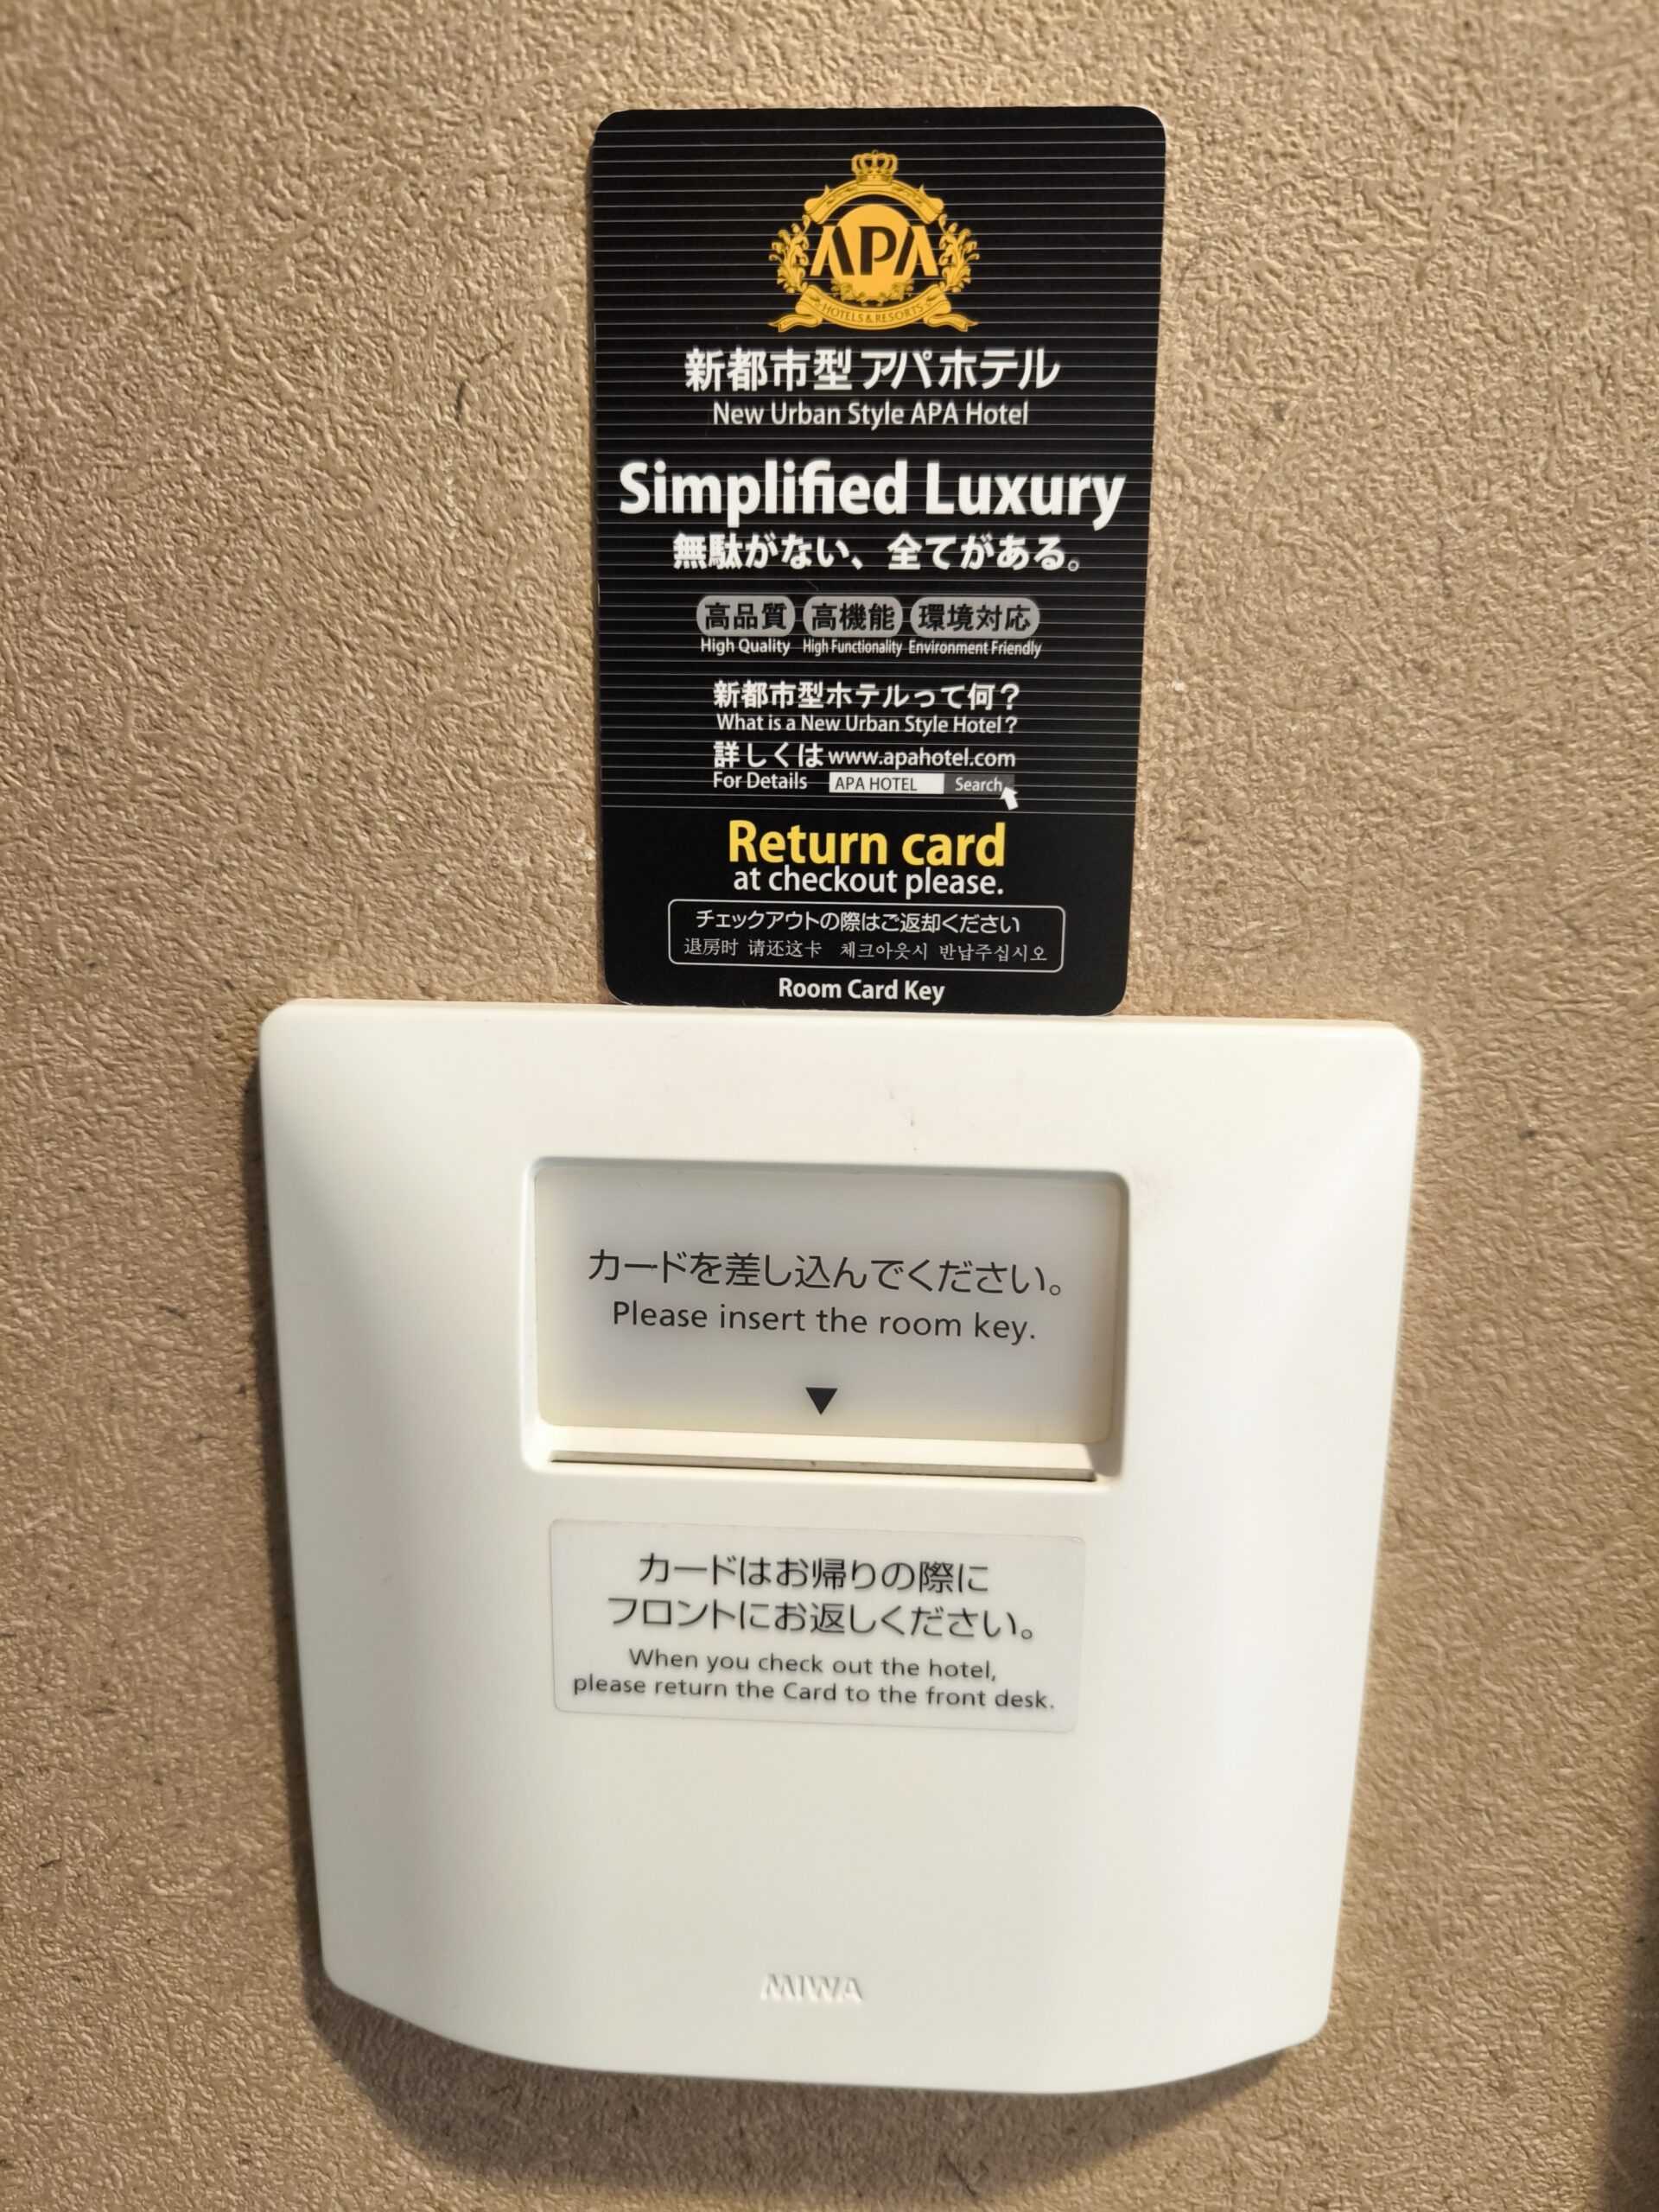 APA
HOTELS & RESORTS
新都市型 アパホテル
New Urban Style APA Hotel
Simplified Luxury
無駄がない、全てがある。
高品質 高機能 環境対応
High Quality High Functionality Environment Friendly
新都市型ホテルって何？
What is a New Urban Style Hotel?
詳しくは www.apahotel.com
For Details APA HOTEL Search
Return card
at checkout please.
チェックアウトの際はご返却ください
退房时 请还这卡 체크아웃시 반납주십시오
Room Card Key
カードを差し込んでください。
Please insert the room key.
カードはお帰りの際に
フロントにお返しください。
When you check out the hotel,
please return the Card to the front desk.
MIWA